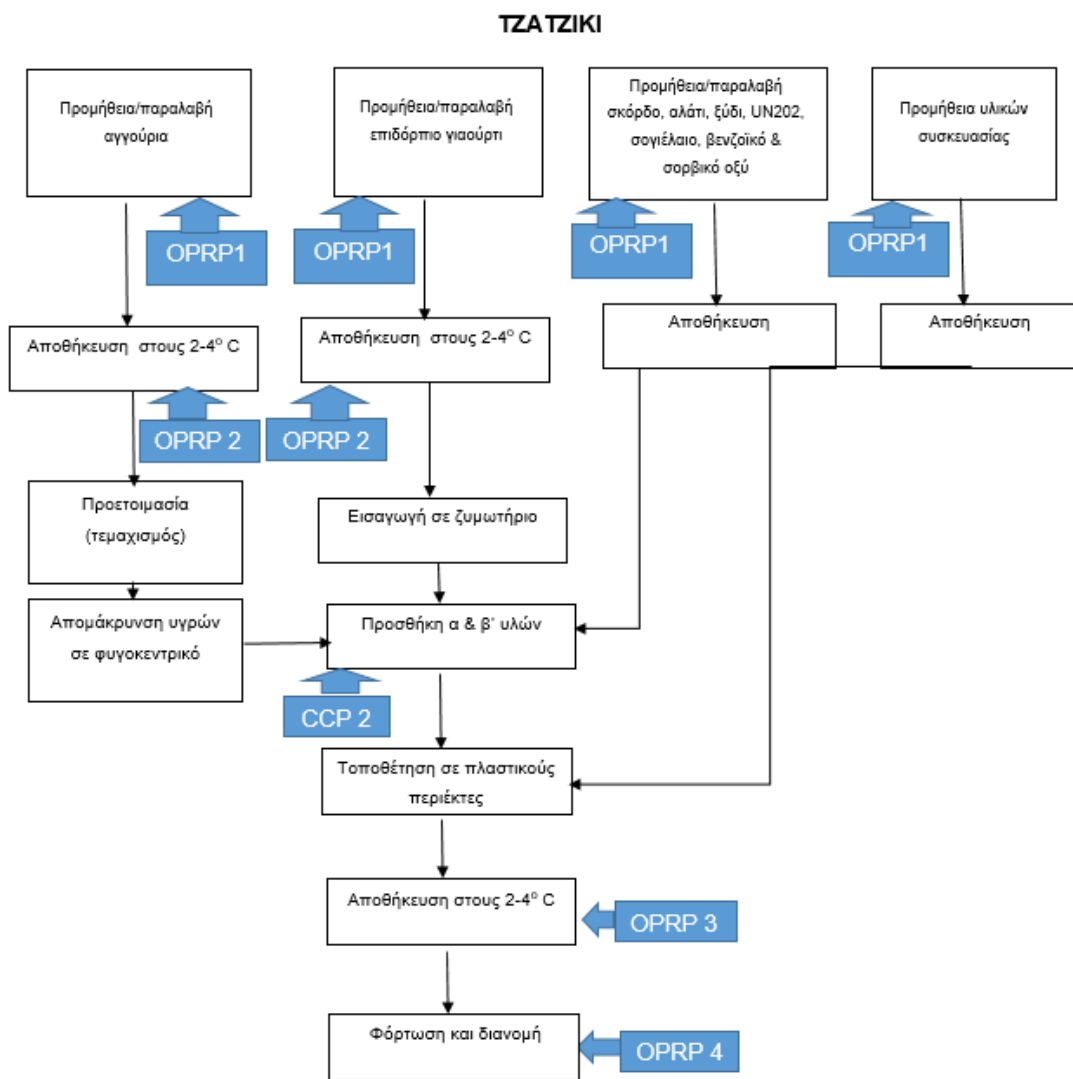 ΤΖΑΤΖΙΚΙ
Προμήθεια/παραλαβή
αγγούρια
Προμήθεια/παραλαβή
επιδόρπιο γιαούρτι
Προμήθεια/παραλαβή
σκόρδο, αλάτι, ξύδι, UN202,
σογιέλαιο, βενζοϊκό &
σορβικό οξύ
Προμήθεια υλικών
συσκευασίας
OPRP1
OPRP1
OPRP1
OPRP1
Αποθήκευση στους 2-4° C
Αποθήκευση στους 2-4° C
Αποθήκευση
Αποθήκευση
OPRP 2
OPRP 2
Προετοιμασία
(τεμαχισμός)
Εισαγωγή σε ζυμωτήριο
Απομάκρυνση υγρών
σε φυγοκεντρικό
Προσθήκη α & β' υλών
CCP 2
Τοποθέτηση σε πλαστικούς
περιέκτες
Αποθήκευση στους 2-4° C
OPRP 3
Φόρτωση και διανομή
OPRP 4